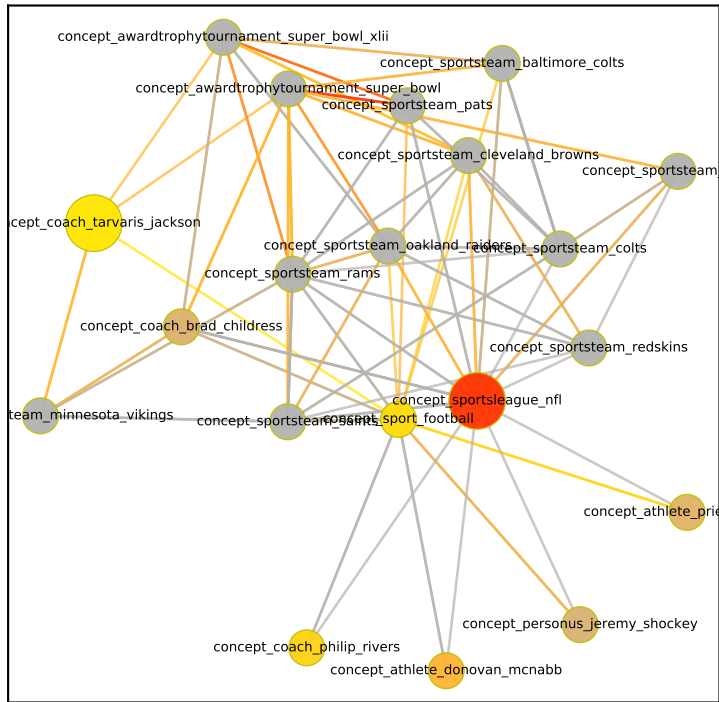 concept_awardtrophytournament_super_bowl_xlii
concept_sportsteam_baltimore_colts
concept_awardtrophytournament_super_bowl
concept_sportsteam_pats
concept_sportsteam_cleveland_browns
concept_sportsteam_
ncept_coach_tarvaris_jackson
concept_sportsteam_oakland_raiders
concept_sportsteam_colts
concept_sportsteam_rams
concept_coach_brad_childress
concept_sportsteam_redskins
concept_sportsleague_nfl
team_minnesota_vikings
concept_sportsteam_saints
concept_sport_football
concept_athlete_prie
concept_personus_jeremy_shockey
concept_coach_philip_rivers
concept_athlete_donovan_mcnabb